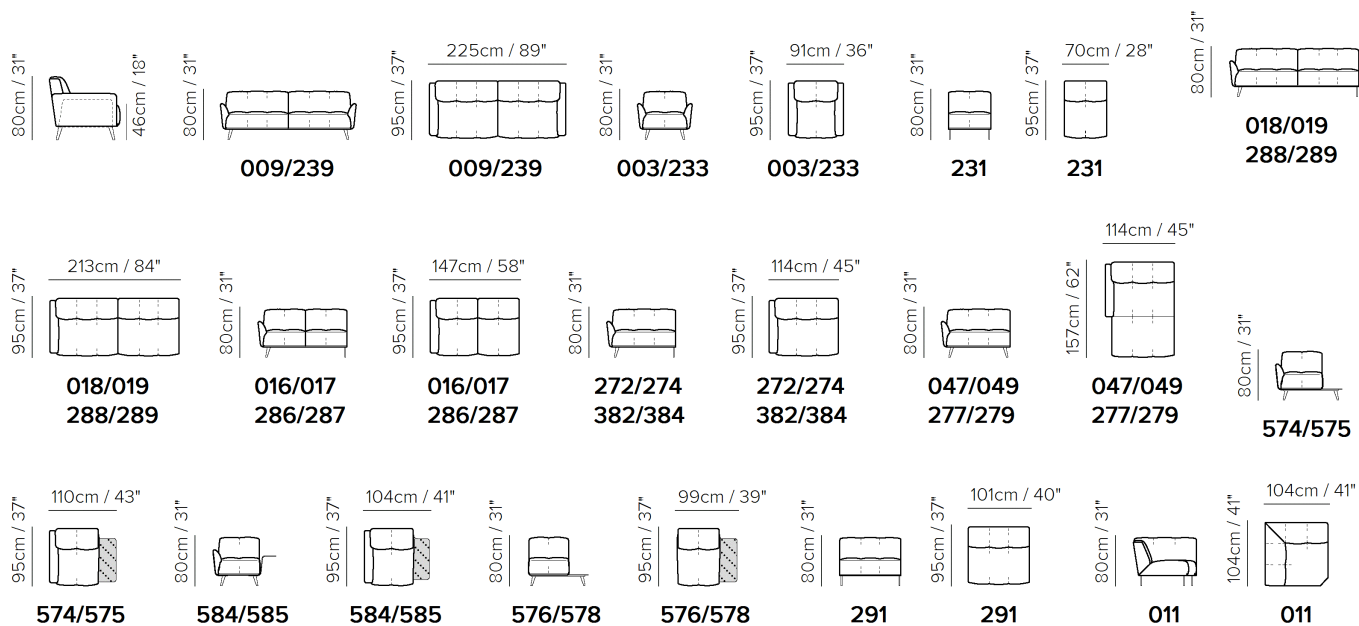 80cm / 31"
46cm / 18"
80cm / 31"
009/239
95cm / 37"
225cm / 89"
009/239
80cm / 31"
003/233
95cm / 37"
91cm / 36"
003/233
80cm / 31"
231
95cm / 37"
70cm / 28"
231
80cm / 31"
018/019
288/289
95cm / 37"
213cm / 84"
018/019
288/289
80cm / 31"
016/017
286/287
95cm / 37"
147cm / 58"
016/017
286/287
80cm / 31"
272/274
382/384
95cm / 37"
114cm / 45"
272/274
382/384
80cm / 31"
047/049
277/279
157cm / 62"
114cm / 45"
047/049
277/279
80cm / 31"
574/575
95cm / 37"
110cm / 43"
574/575
80cm / 31"
584/585
95cm / 37"
104cm / 41"
584/585
80cm / 31"
576/578
95cm / 37"
99cm / 39"
576/578
80cm / 31"
291
95cm / 37"
101cm / 40"
291
80cm / 31"
011
104cm / 41"
104cm / 41"
011